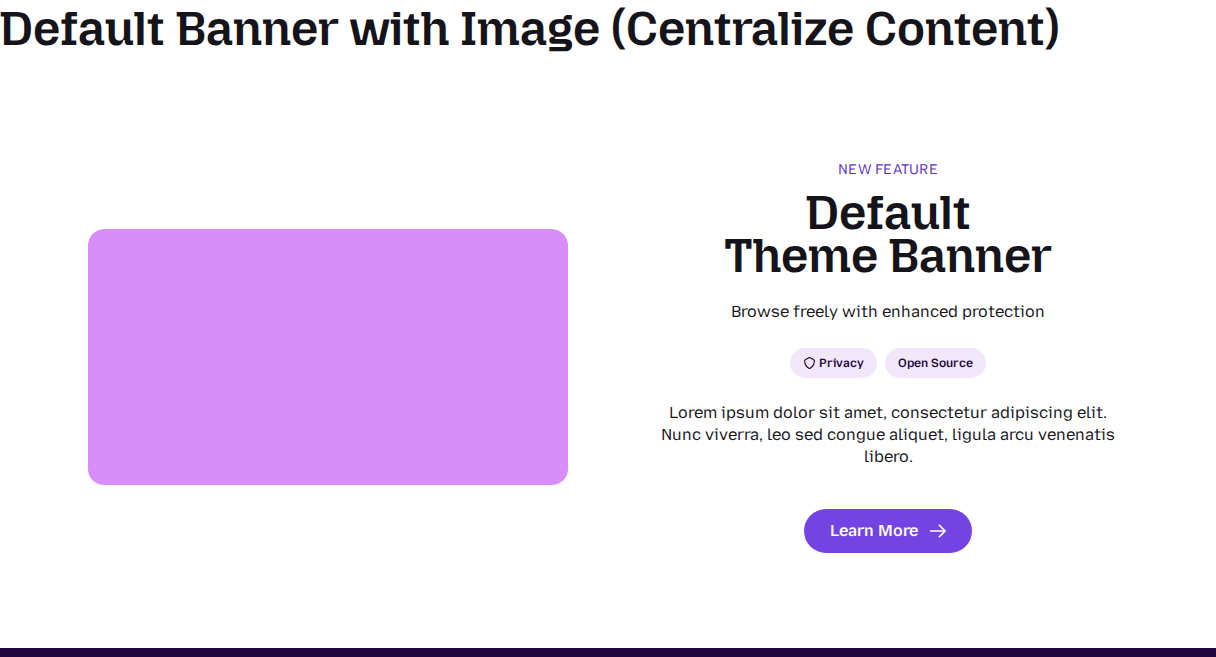 Default Banner with Image (Centralize Content)
NEW FEATURE
Default
Theme Banner
Browse freely with enhanced protection
Privacy
Open Source
Lorem ipsum dolor sit amet, consectetur adipiscing elit.
Nunc viverra, leo sed congue aliquet, ligula arcu venenatis
libero.
Learn More